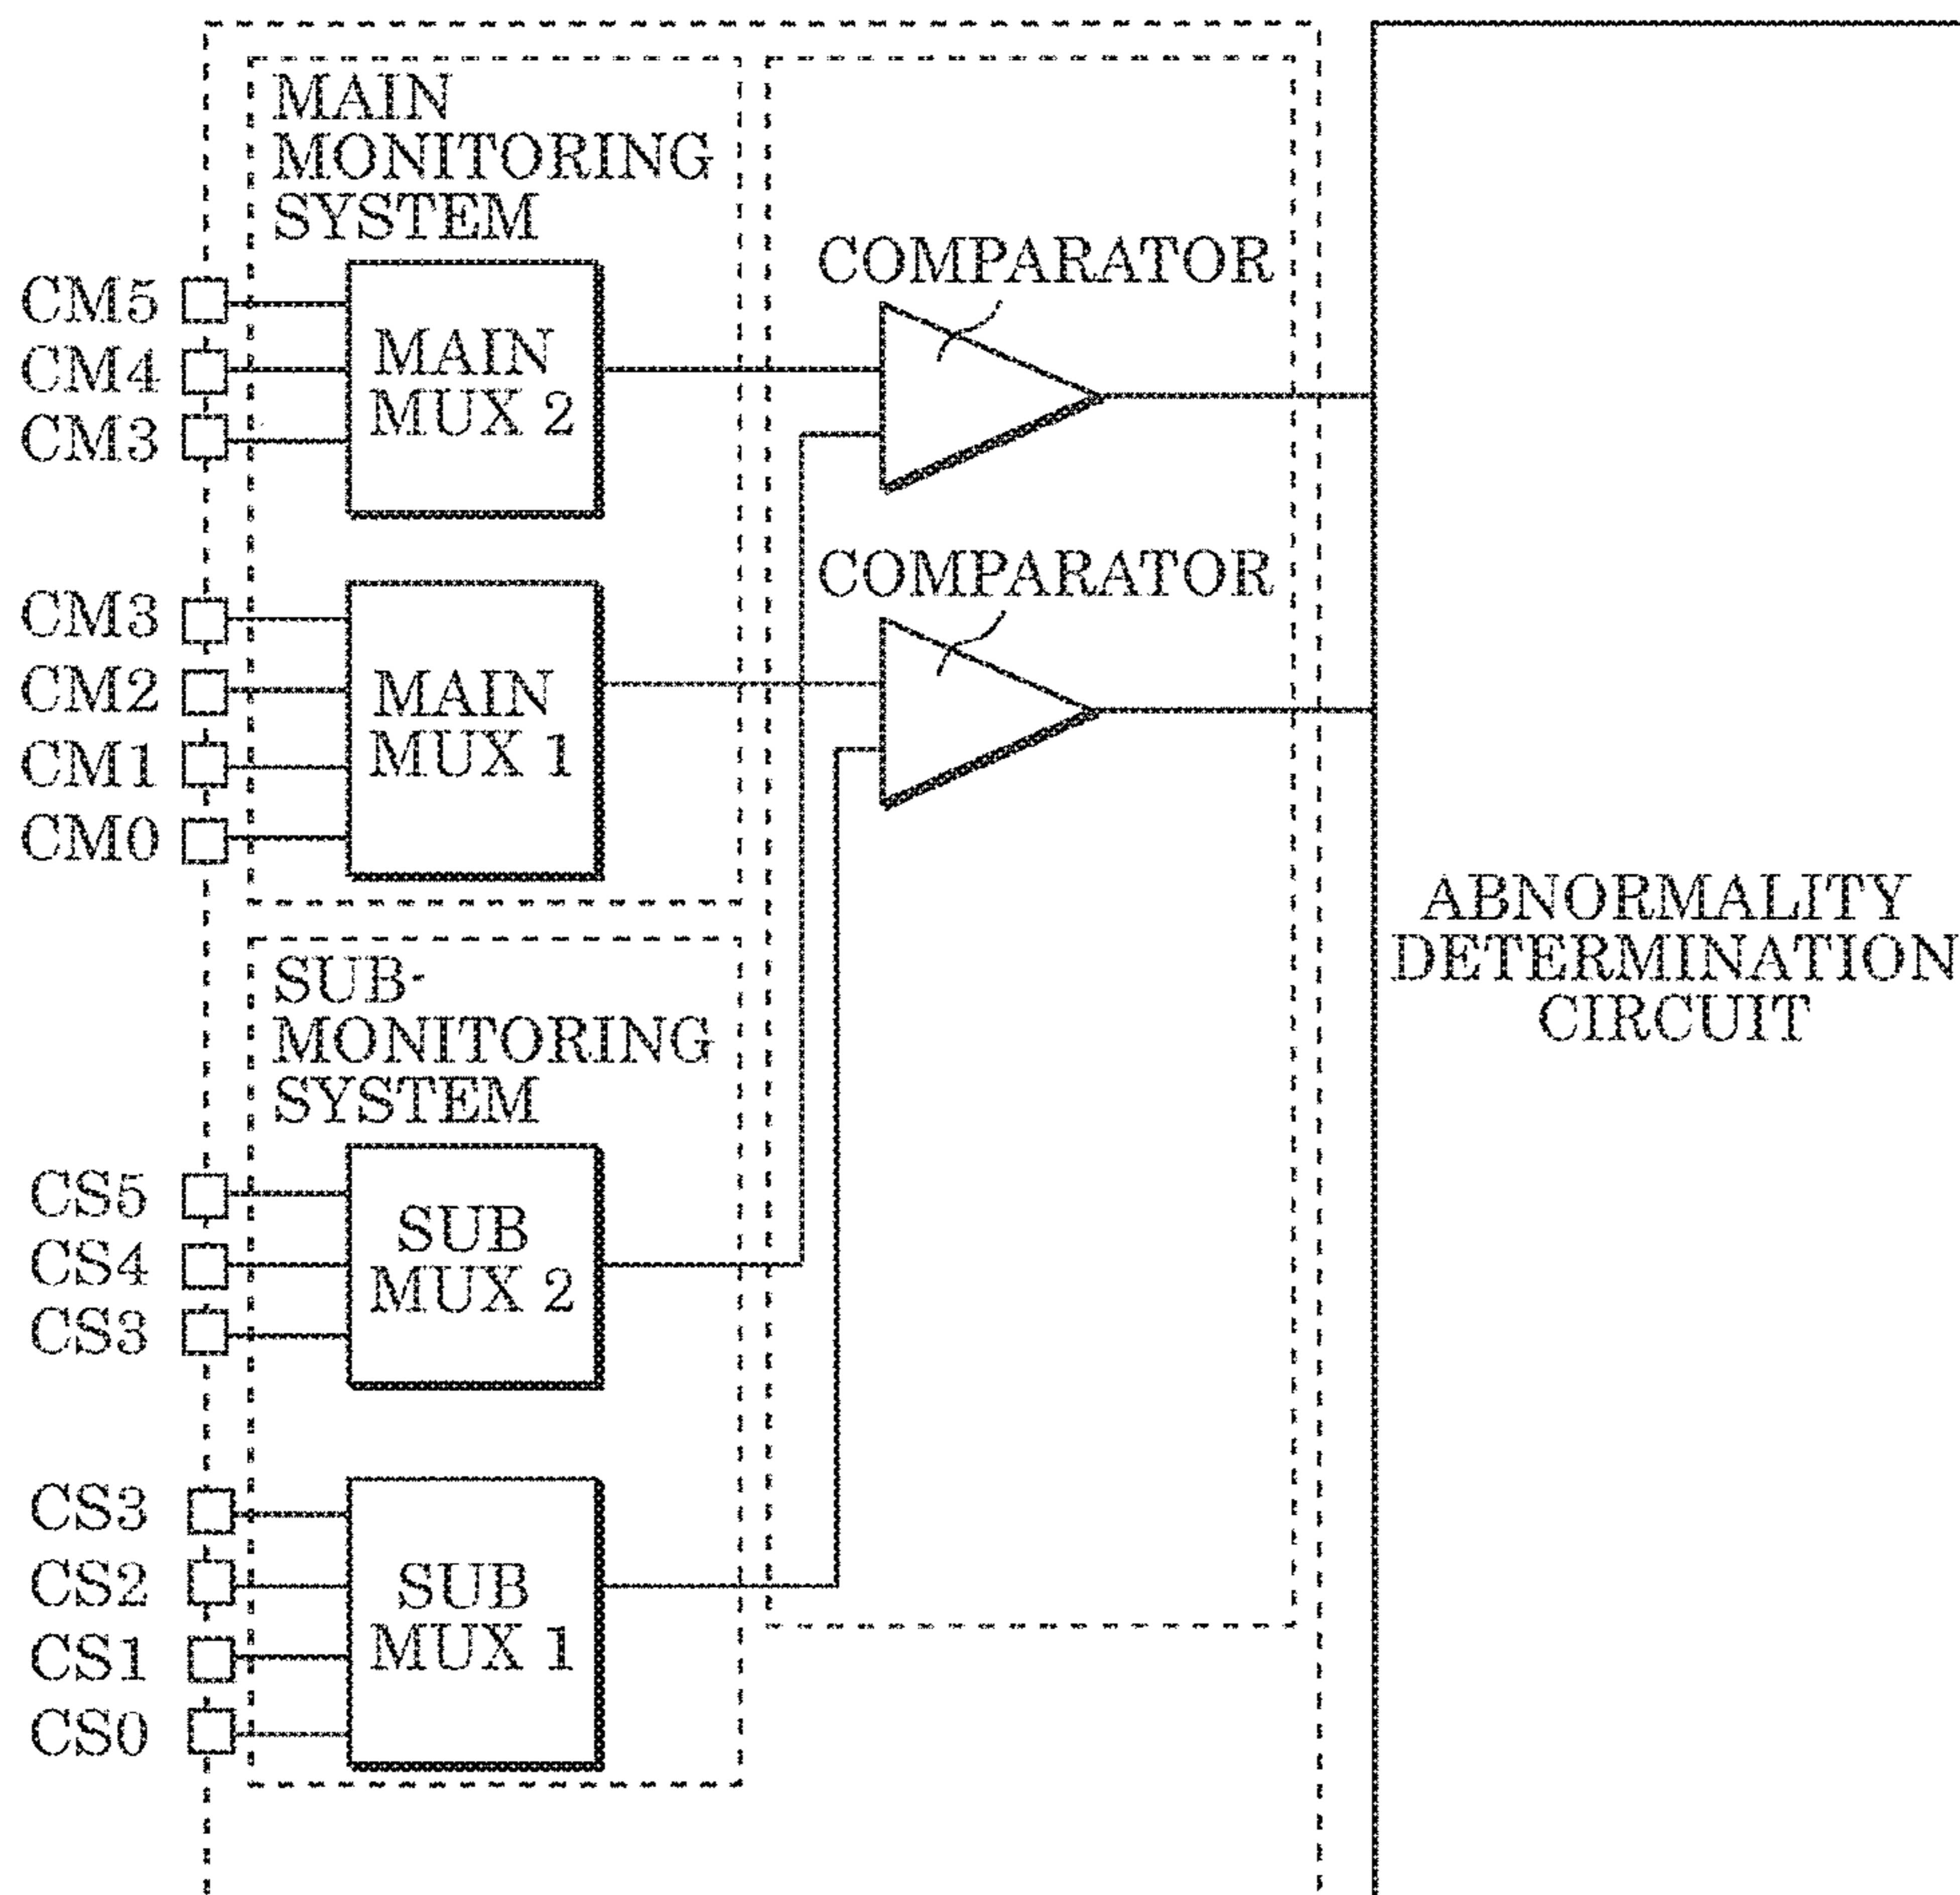 MAIN
MONITORING
SYSTEM
COMPARATOR
CM5
CM4
CM3
MAIN
MUX 2
COMPARATOR
CM3
CM2
CM1
CM0
MAIN
MUX 1
ABNORMALITY
DETERMINATION
CIRCUIT
SUB-
MONITORING
SYSTEM
CS5
CS4
CS3
SUB
MUX 2
CS3
CS2
CS1
CS0
SUB
MUX 1